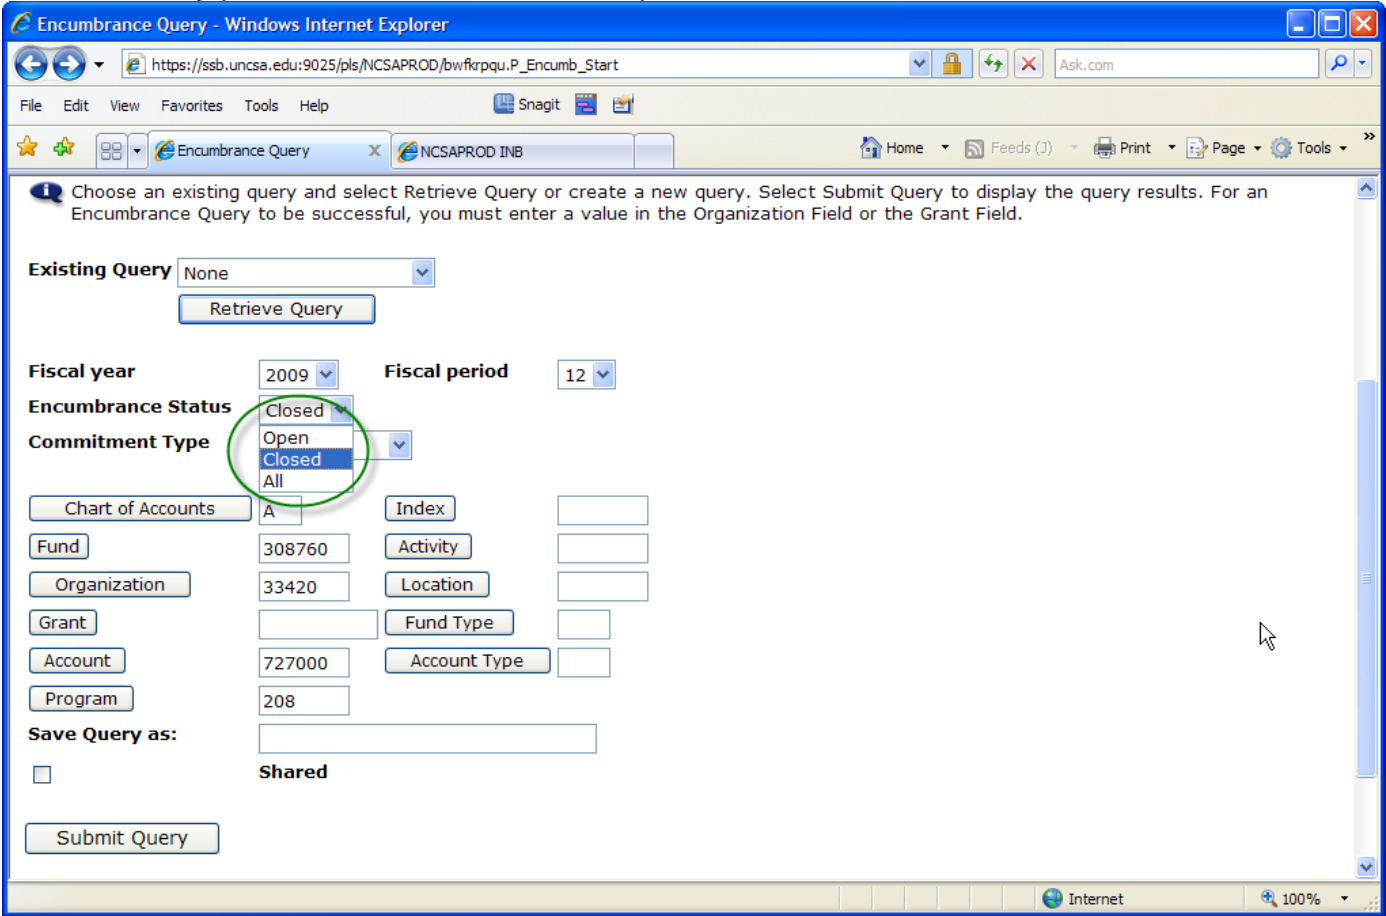 Encumbrance Query - Windows Internet Explorer
https://ssb.uncsa.edu:9025/pls/NCSAPROD/bwfkrpqu.P_Encumb_Start
Ask.com
File Edit View Favorites Tools Help
Snagit
Encumbrance Query X
NCSAPROD INB
Home Feeds (J) Print Page Tools »
Choose an existing query and select Retrieve Query or create a new query. Select Submit Query to display the query results. For an
Encumbrance Query to be successful, you must enter a value in the Organization Field or the Grant Field.
Existing Query None
Retrieve Query
Fiscal year 2009 Fiscal period 12
Encumbrance Status Closed
Commitment Type
Open
Closed
All
Chart of Accounts A Index
Fund 308760 Activity
Organization 33420 Location
Grant Fund Type
Account 727000 Account Type
Program 208
Save Query as:
Shared
Submit Query
Internet 100%